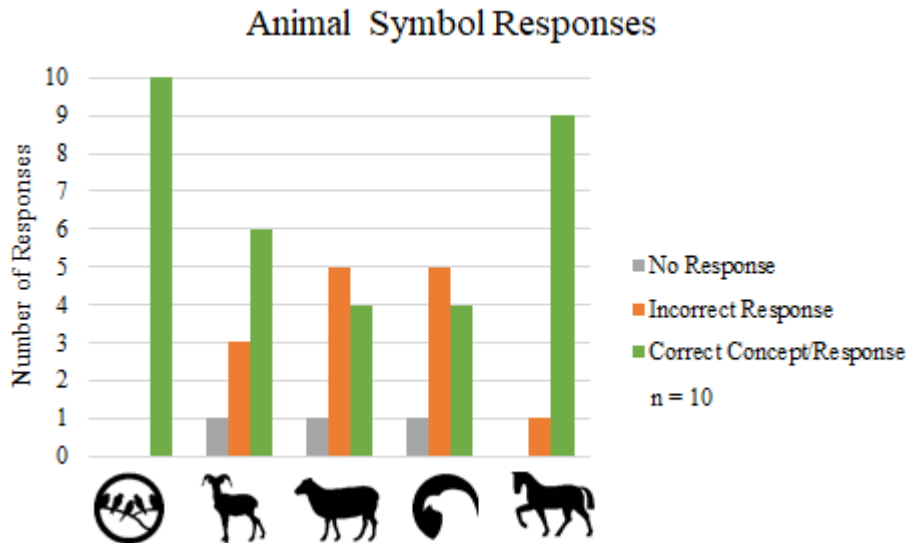 Animal Symbol Responses
Number of Responses
10
9
8
7
6
5
4
3
2
1
0
No Response
Incorrect Response
Correct Concept/Response
n = 10